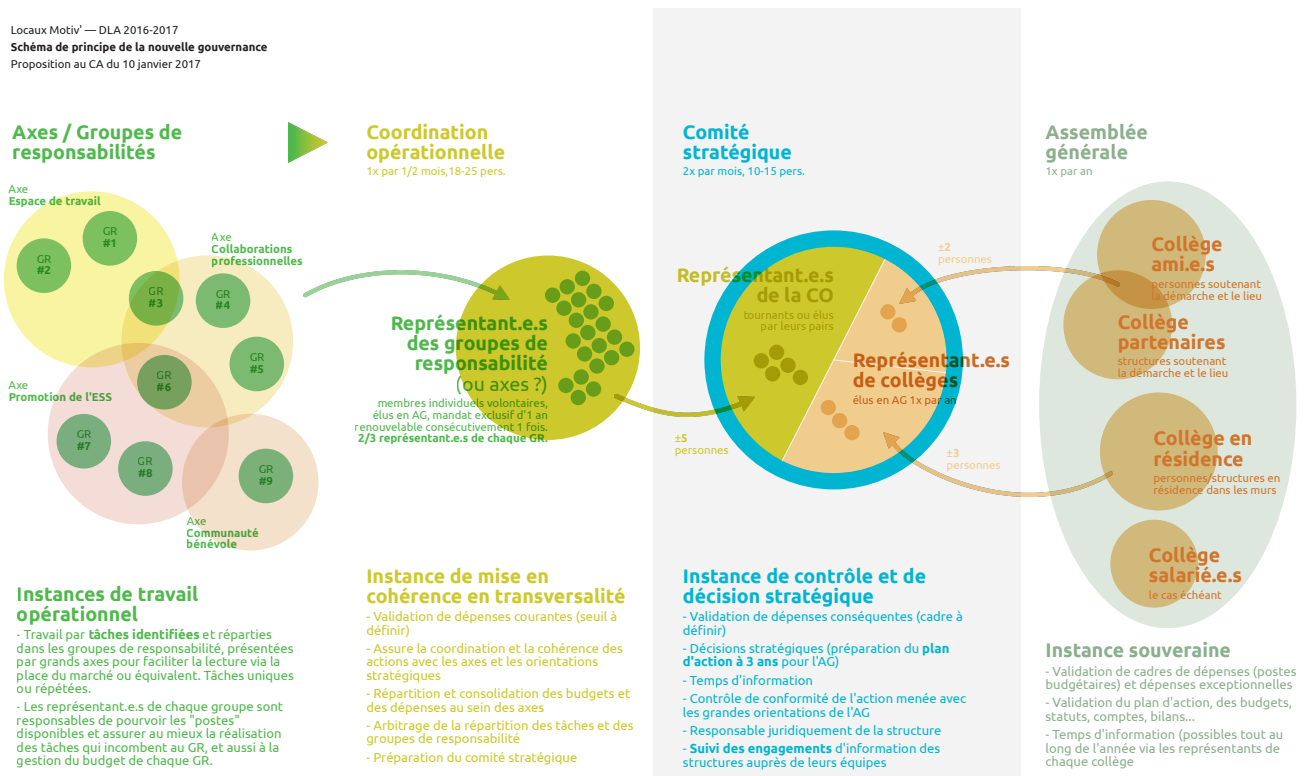 Locaux Motiv' — DLA 2016-2017
Schéma de principe de la nouvelle gouvernance
Proposition au CA du 10 janvier 2017
Axes / Groupes de
responsabilités
Axe
Espace de travail
GR
#1
GR
#2
GR
#3
Axe
Collaborations
professionnelles
GR
#4
GR
#5
GR
#6
Axe
Promotion de l'ESS
GR
#7
GR
#8
GR
#9
Axe
Communauté
bénévole
Instances de travail
opérationnel
- Travail par tâches identifiées et réparties
dans les groupes de responsabilité, présentées
par grands axes pour faciliter la lecture via la
place du marché ou équivalent. Tâches uniques
ou répétées.
- Les représentant.e.s de chaque groupe sont
responsables de pourvoir les "postes"
disponibles et assurer au mieux la réalisation
des tâches qui incombent au GR, et aussi à la
gestion du budget de chaque GR.
Coordination
opérationnelle
1x par 1/2 mois,18-25 pers.
Représentant.e.s
des groupes de
responsabilité
(ou axes ?)
membres individuels volontaires,
élus en AG, mandat exclusif d'1 an
renouvelable consécutivement 1 fois.
2/3 représentant.e.s de chaque GR.
Instance de mise en
cohérence en transversalité
- Validation de dépenses courantes (seuil à
définir)
- Assure la coordination et la cohérence des
actions avec les axes et les orientations
stratégiques
- Répartition et consolidation des budgets et
des dépenses au sein des axes
- Arbitrage de la répartition des tâches et des
groupes de responsabilité
- Préparation du comité stratégique
Comité
stratégique
2x par mois, 10-15 pers.
Représentant.e.s
de la CO
tournants ou élus
par leurs pairs
±2
personnes
Représentant.e.s
de collèges
élus en AG 1x par an
±5
personnes
±3
personnes
Instance de contrôle et de
décision stratégique
- Validation de dépenses conséquentes (cadre à
définir)
- Décisions stratégiques (préparation du plan
d'action à 3 ans pour l'AG)
- Temps d'information
- Contrôle de conformité de l'action menée avec
les grandes orientations de l'AG
- Responsable juridiquement de la structure
- Suivi des engagements d'information des
structures auprès de leurs équipes
Assemblée
générale
1x par an
Collège
ami.e.s
personnes soutenant
la démarche et le lieu
Collège
partenaires
structures soutenant
la démarche et le lieu
Collège en
résidence
personnes/structures en
résidence dans les murs
Collège
salarié.e.s
le cas échéant
Instance souveraine
- Validation de cadres de dépenses (postes
budgétaires) et dépenses exceptionnelles
- Validation du plan d'action, des budgets,
statuts, comptes, bilans...
- Temps d'information (possibles tout au
long de l'année via les représentants de
chaque collège